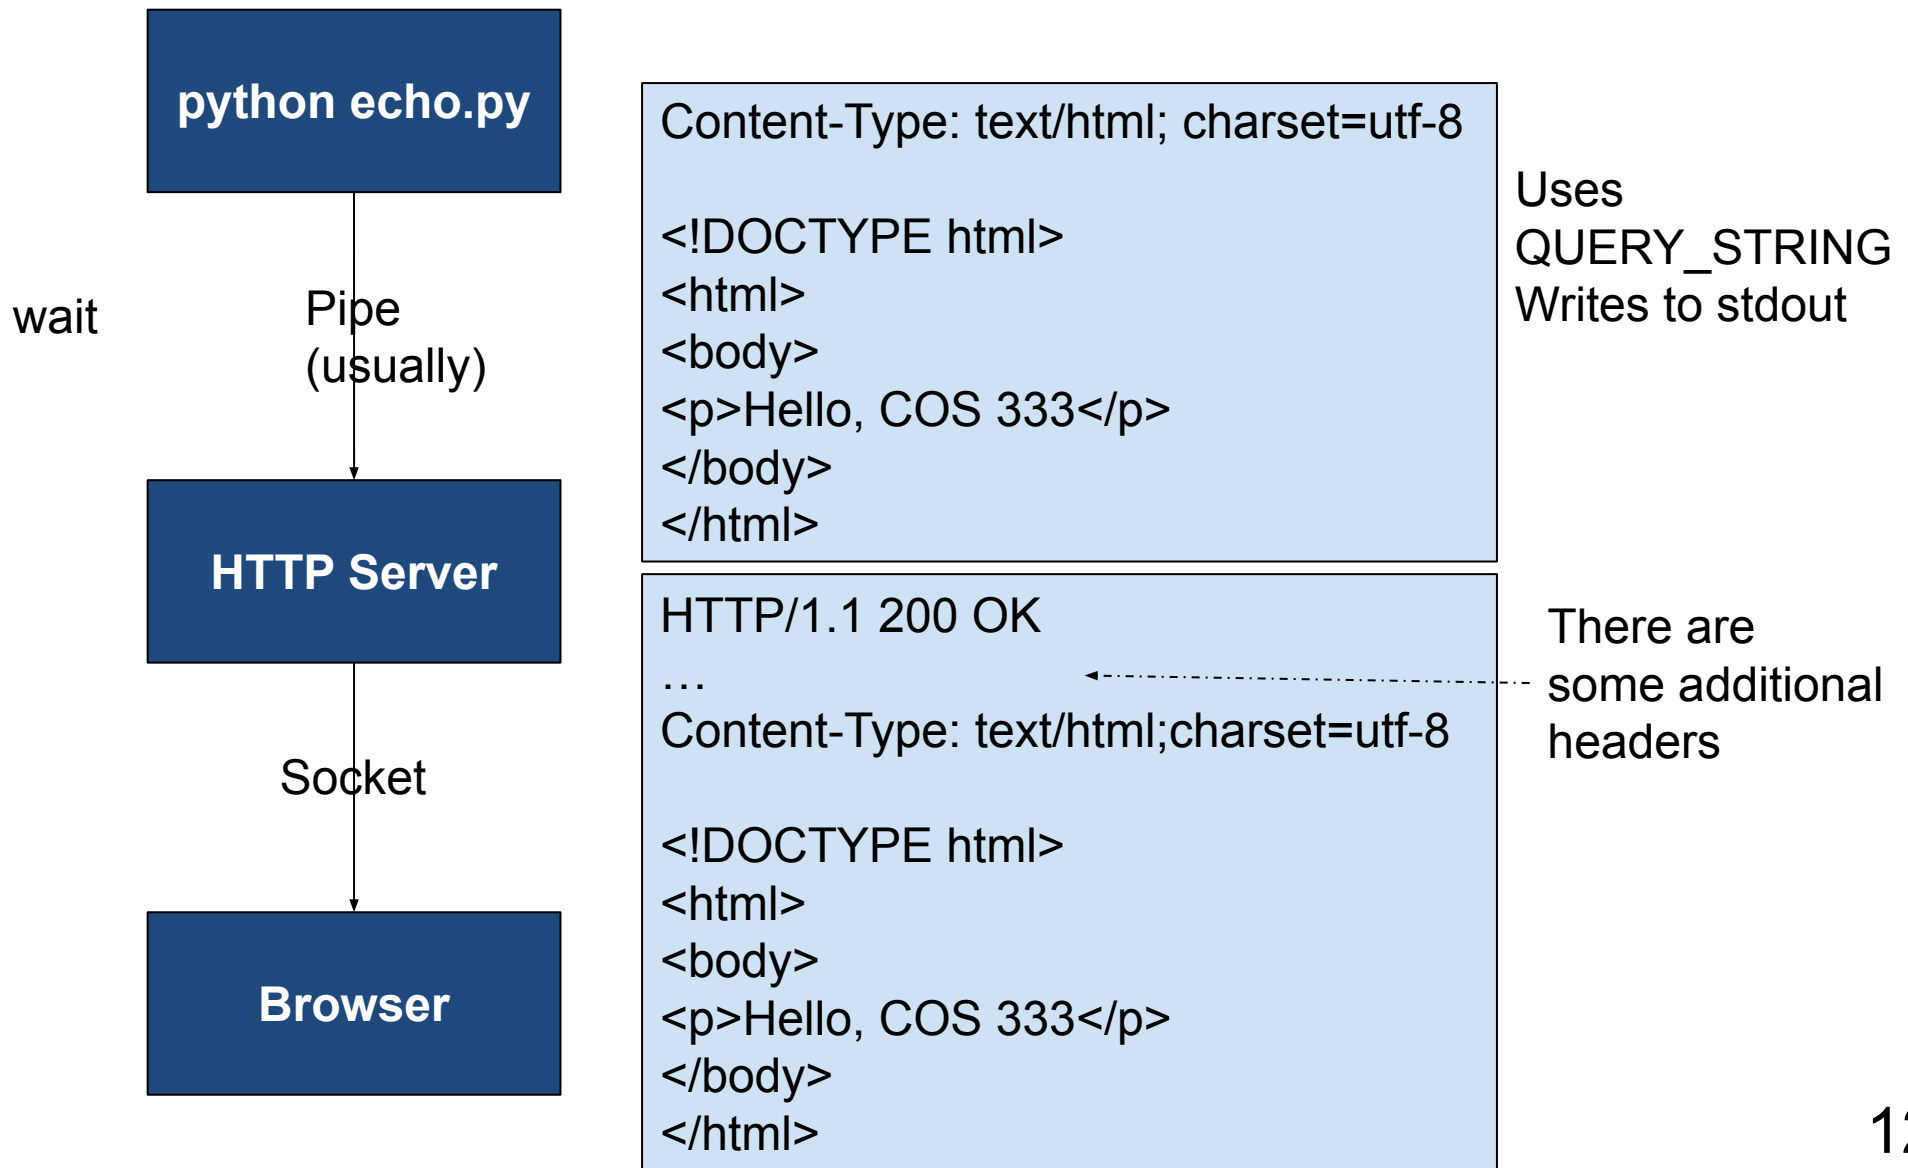 python echo.py
wait
Pipe
(usually)
HTTP Server
Socket
Browser
Content-Type: text/html; charset=utf-8

<!DOCTYPE html>
<html>
<body>
<p>Hello, COS 333</p>
</body>
</html>
Uses
QUERY_STRING
Writes to stdout
HTTP/1.1 200 OK
…
Content-Type: text/html;charset=utf-8

<!DOCTYPE html>
<html>
<body>
<p>Hello, COS 333</p>
</body>
</html>
There are
some additional
headers